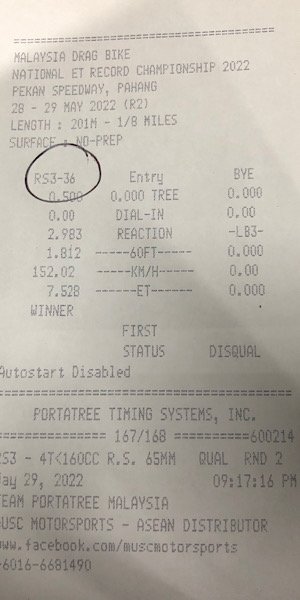 MALAYSIA DRAG BIKE
NATIONAL ET RECORD CHAMPIONSHIP 2022
PEKAN SPEEDWAY, PAHANG
28 - 29 MAY 2022 (R2)
LENGTH : 201M - 1/8 MILES
SURFACE : NO-PREP
RS3-36 Entry BYE
0.500 0.000 TREE 0.000
0.00 DIAL-IN 0.00
2.983 REACTION -LB3-
1.812 -----60FT----- 0.000
152.02 -----KM/H----- 0.00
7.528 ------ET------ 0.000
WINNER
FIRST
STATUS DISQUAL
Autostart Disabled
PORTATREE TIMING SYSTEMS, INC.
============== 167/168 ==========600214
RS3 - 4T<160CC R.S. 65MM QUAL RND 2
May 29, 2022 09:17:16 PM
TEAM PORTATREE MALAYSIA
MUSC MOTORSPORTS - ASEAN DISTRIBUTOR
www.facebook.com/muscmotorsports
+6016-6681490